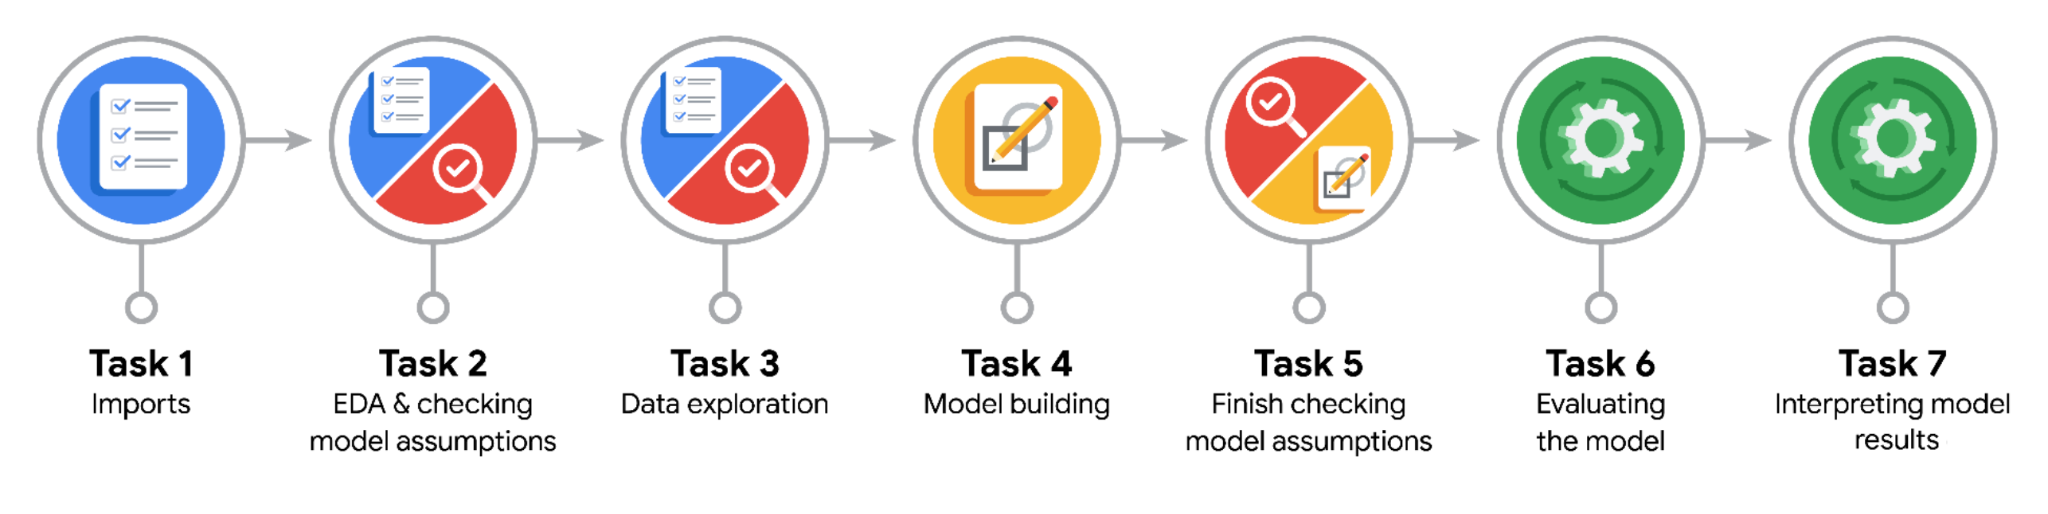 Task 1
Imports
Task 2
EDA & checking
model assumptions
Task 3
Data exploration
Task 4
Model building
Task 5
Finish checking
model assumptions
Task 6
Evaluating
the model
Task 7
Interpreting model
results